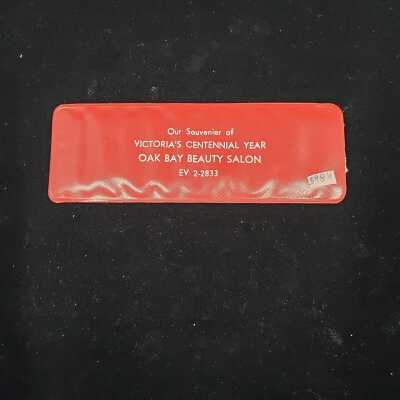 Our Souvenier of
VICTORIA'S CENTENNIAL YEAR
OAK BAY BEAUTY SALON
EV 2-2833